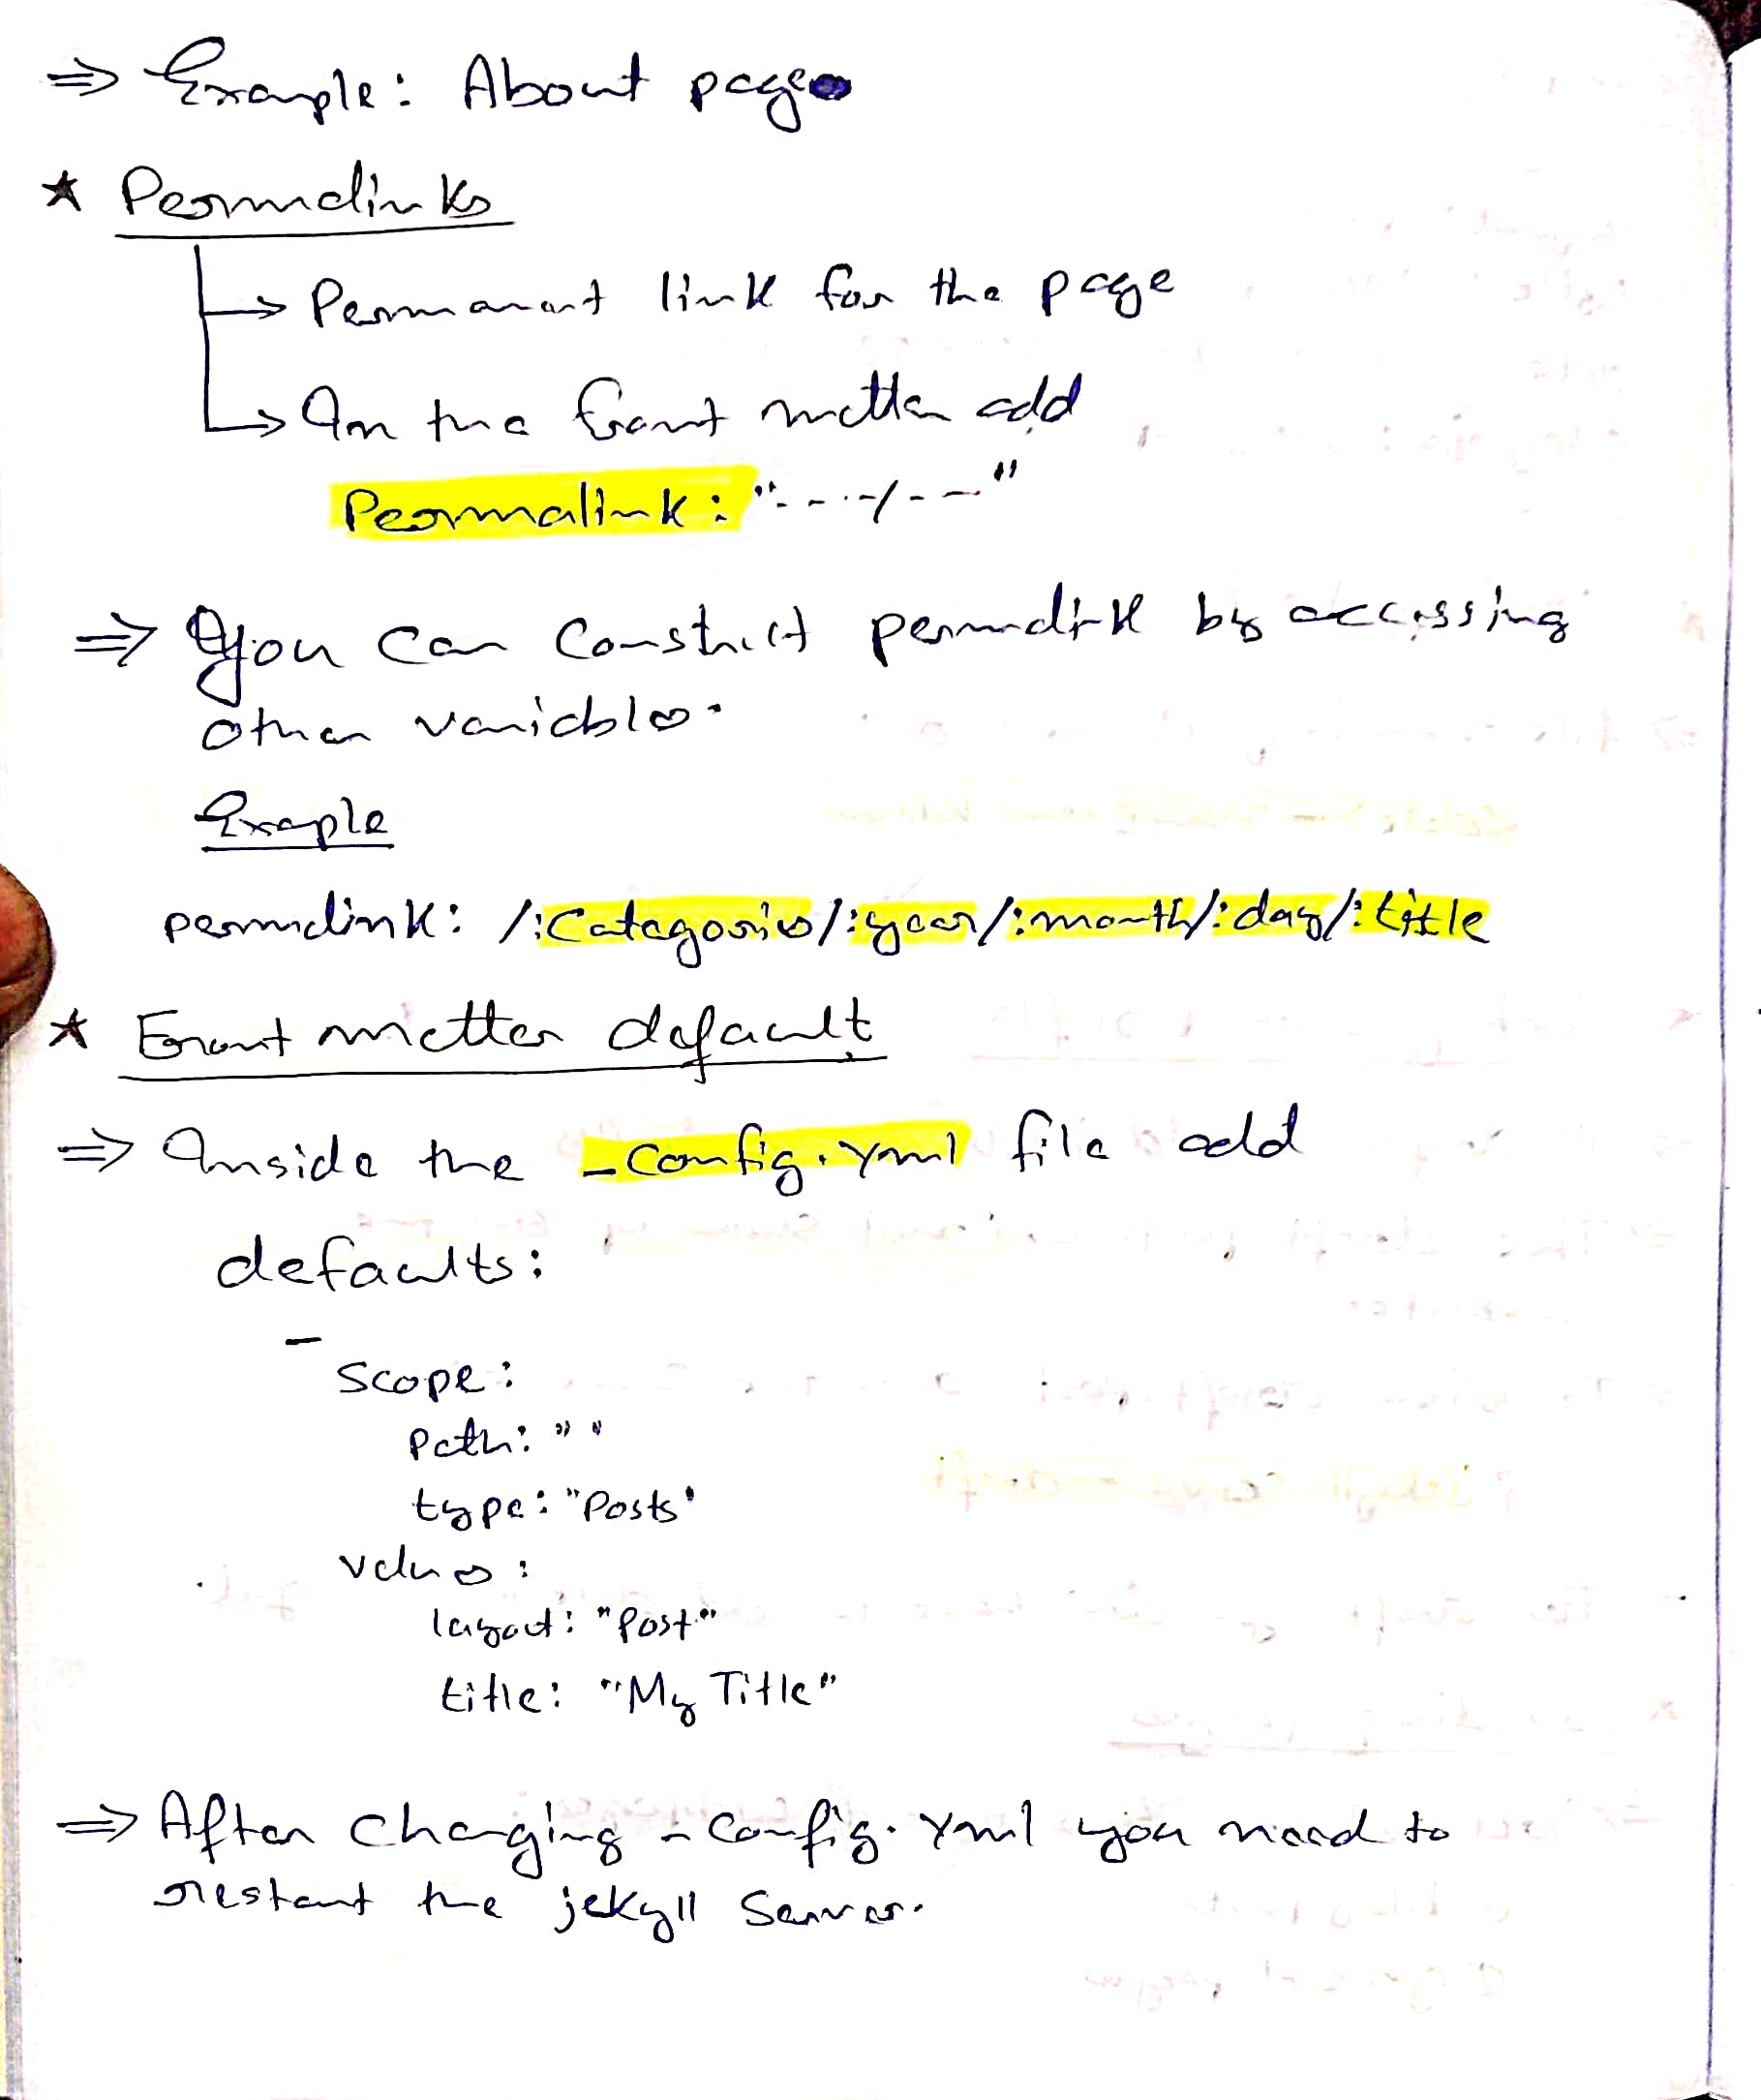 ⇒ Example: About page
★ Permalinks
→ Permanant link for the page
→ In the front matter add
Permalink: "---/---"
⇒ You can Construct permalink by accessing
other variables.
Exaple
permalink: /:Categories/:year/:month/:day/:title
★ Front matter default
⇒ Inside the _config.yml file add
defaults:
-
scope:
path: ""
type: "Posts"
values:
layout: "Post"
title: "My Title"
⇒ After changing _config.yml you need to
restart the jekyll Server.